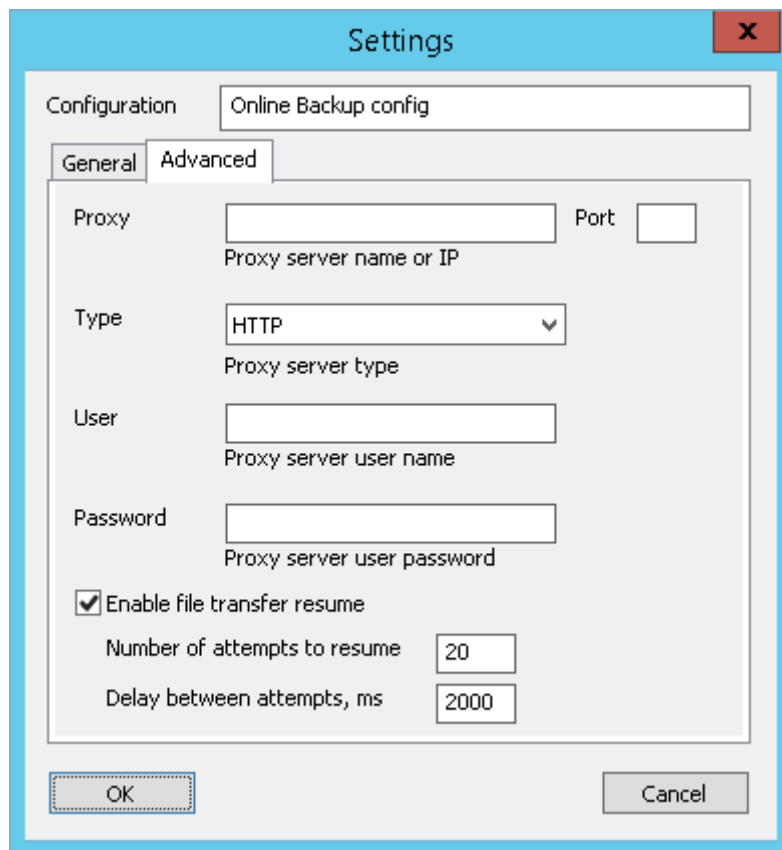 Settings
x
Configuration Online Backup config
General Advanced
Proxy Port
Proxy server name or IP
Type HTTP
Proxy server type
User
Proxy server user name
Password
Proxy server user password
Enable file transfer resume
Number of attempts to resume 20
Delay between attempts, ms 2000
OK Cancel